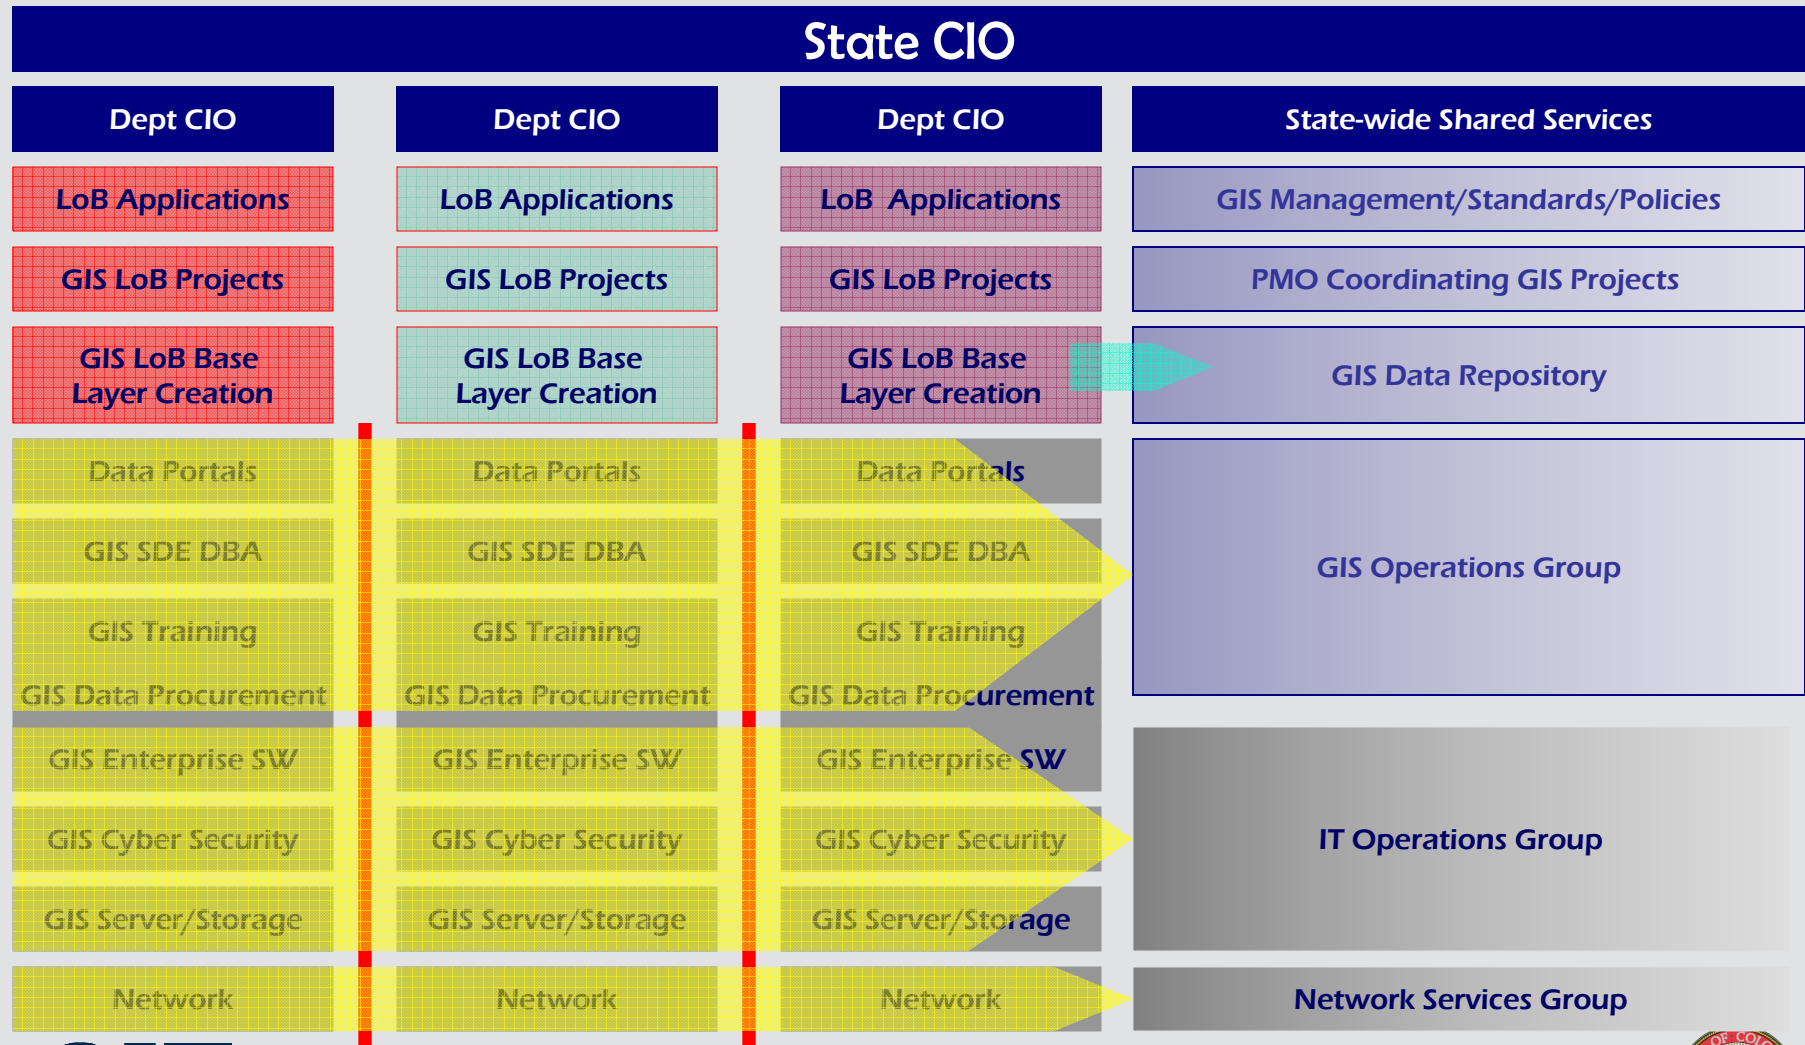 State CIO
Dept CIO
Dept CIO
Dept CIO
State-wide Shared Services
LoB Applications
LoB Applications
LoB Applications
GIS Management/Standards/Policies
GIS LoB Projects
GIS LoB Projects
GIS LoB Projects
PMO Coordinating GIS Projects
GIS LoB Base
Layer Creation
GIS LoB Base
Layer Creation
GIS LoB Base
Layer Creation
GIS Data Repository
Data Portals
Data Portals
Data Portals
GIS SDE DBA
GIS SDE DBA
GIS SDE DBA
GIS Operations Group
GIS Training
GIS Training
GIS Training
GIS Data Procurement
GIS Data Procurement
GIS Data Procurement
GIS Enterprise SW
GIS Enterprise SW
GIS Enterprise SW
GIS Cyber Security
GIS Cyber Security
GIS Cyber Security
IT Operations Group
GIS Server/Storage
GIS Server/Storage
GIS Server/Storage
Network
Network
Network
Network Services Group
OF COLO